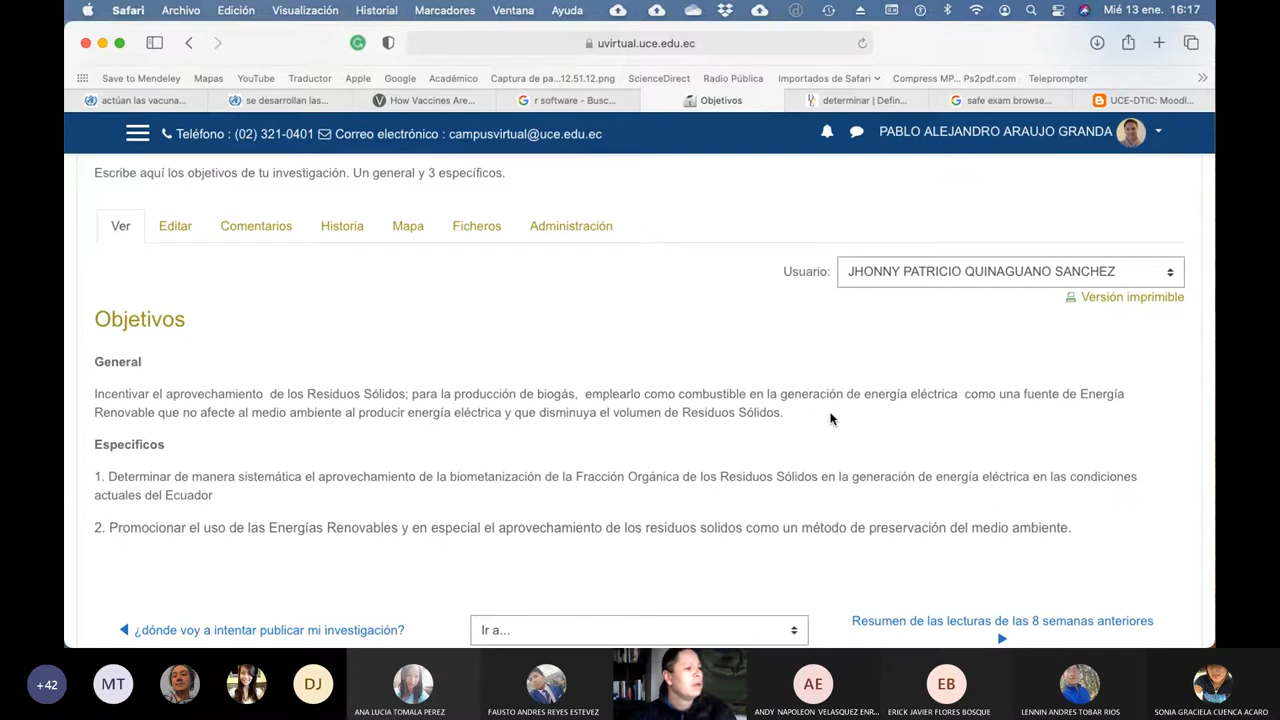 Safari Archivo Edición Visualización Historial Marcadores Ventana Ayuda Mié 13 ene. 16:17
uvirtual.uce.edu.ec
Save to Mendeley Mapas YouTube Traductor Apple Google Académico Captura de pa...12.51.12.png ScienceDirect Radio Pública Importados de Safari Compress MP... Ps2pdf.com Teleprompter
actúan las vacuna... se desarrollan las... How Vaccines Are... r software - Busc... Objetivos determinar | Defin... safe exam browse... UCE-DTIC: Moodl...
Teléfono : (02) 321-0401 Correo electrónico : campusvirtual@uce.edu.ec PABLO ALEJANDRO ARAUJO GRANDA
Escribe aquí los objetivos de tu investigación. Un general y 3 específicos.
Ver Editar Comentarios Historia Mapa Ficheros Administración
Usuario: JHONNY PATRICIO QUINAGUANO SANCHEZ
Versión imprimible
Objetivos
General
Incentivar el aprovechamiento de los Residuos Sólidos; para la producción de biogás, emplearlo como combustible en la generación de energía eléctrica como una fuente de Energía
Renovable que no afecte al medio ambiente al producir energía eléctrica y que disminuya el volumen de Residuos Sólidos.
Especificos
1. Determinar de manera sistemática el aprovechamiento de la biometanización de la Fracción Orgánica de los Residuos Sólidos en la generación de energía eléctrica en las condiciones
actuales del Ecuador
2. Promocionar el uso de las Energías Renovables y en especial el aprovechamiento de los residuos solidos como un método de preservación del medio ambiente.
¿dónde voy a intentar publicar mi investigación? Ir a... Resumen de las lecturas de las 8 semanas anteriores
+42 MT DJ AE EB
ANA LUCIA TOMALA PEREZ FAUSTO ANDRES REYES ESTEVEZ ANDY NAPOLEON VELASQUEZ ENR... ERICK JAVIER FLORES BOSQUE LENNIN ANDRES TOBAR RIOS SONIA GRACIELA CUENCA ACARO